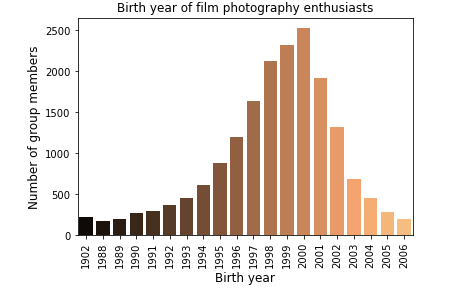 Birth year of film photography enthusiasts
Number of group members
2500
2000
1500
1000
500
0
1902 1988 1989 1990 1991 1992 1993 1994 1995 1996 1997 1998 1999 2000 2001 2002 2003 2004 2005 2006
Birth year